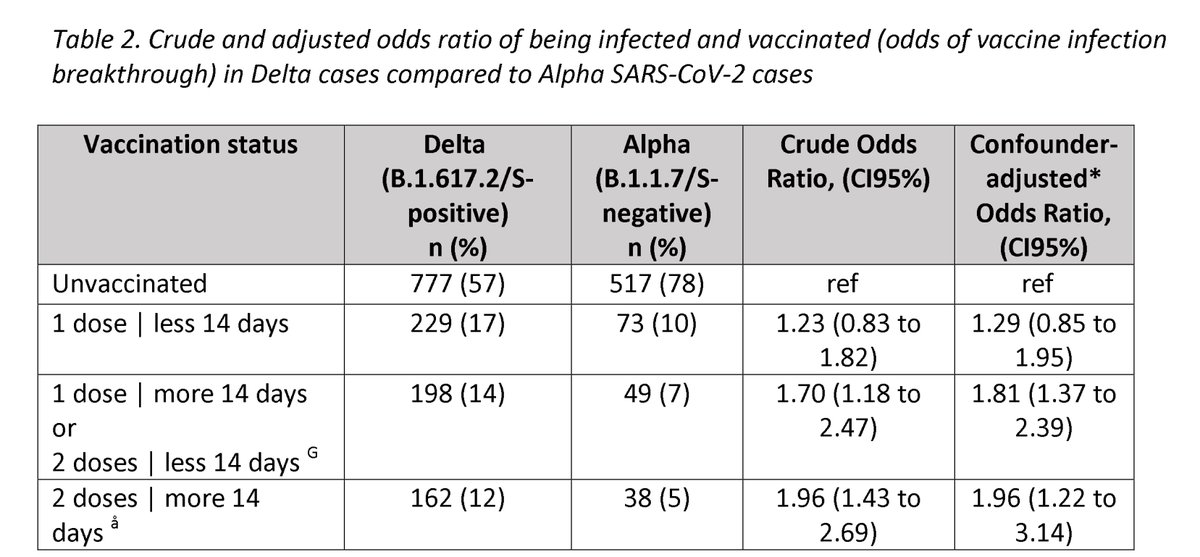 Table 2. Crude and adjusted odds ratio of being infected and vaccinated (odds of vaccine infection
breakthrough) in Delta cases compared to Alpha SARS-CoV-2 cases
Vaccination status
Delta
(B.1.617.2/S-
positive)
n (%)
Alpha
(B.1.1.7/S-
negative)
n (%)
Crude Odds
Ratio, (CI95%)
Confounder-
adjusted*
Odds Ratio,
(CI95%)
Unvaccinated
777 (57)
517 (78)
ref
ref
1 dose | less 14 days
229 (17)
73 (10)
1.23 (0.83 to
1.82)
1.29 (0.85 to
1.95)
1 dose | more 14 days
or
2 doses | less 14 days G
198 (14)
49 (7)
1.70 (1.18 to
2.47)
1.81 (1.37 to
2.39)
2 doses | more 14
days å
162 (12)
38 (5)
1.96 (1.43 to
2.69)
1.96 (1.22 to
3.14)